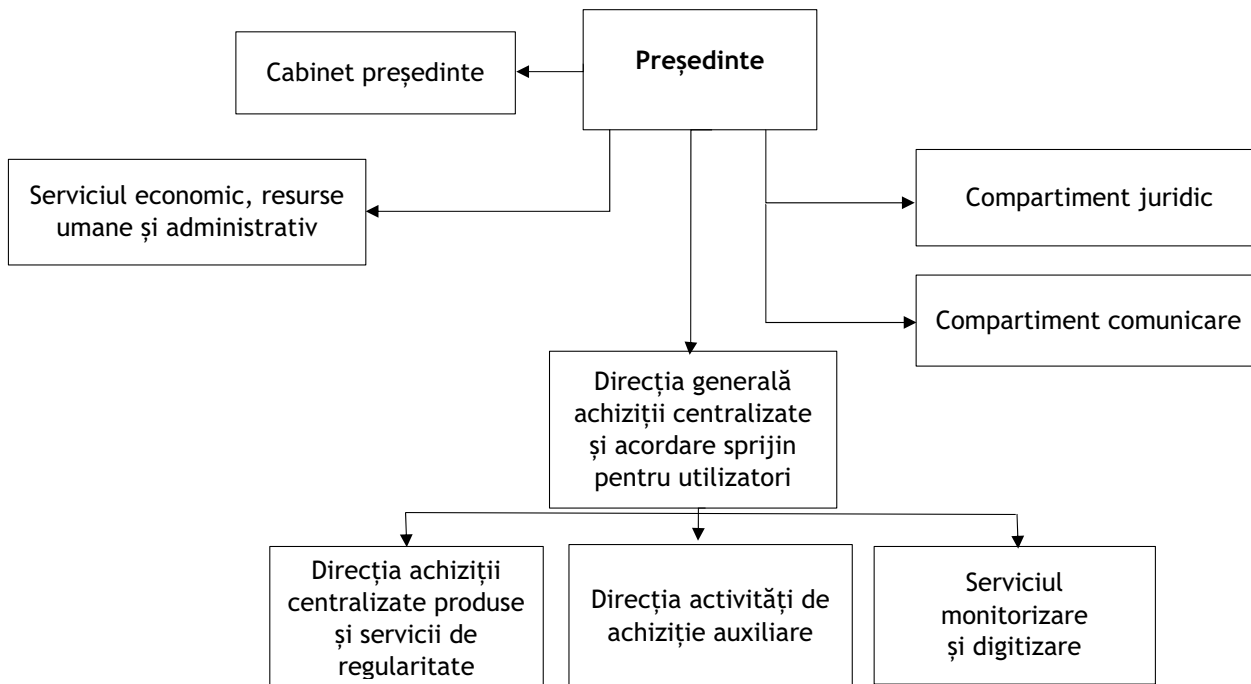 Președinte
Cabinet președinte
Serviciul economic, resurse
umane și administrativ
Compartiment juridic
Compartiment comunicare
Direcția generală
achiziții centralizate
și acordare sprijin
pentru utilizatori
Direcția achiziții
centralizate produse
și servicii de
regularitate
Direcția activități de
achiziție auxiliare
Serviciul
monitorizare
și digitizare